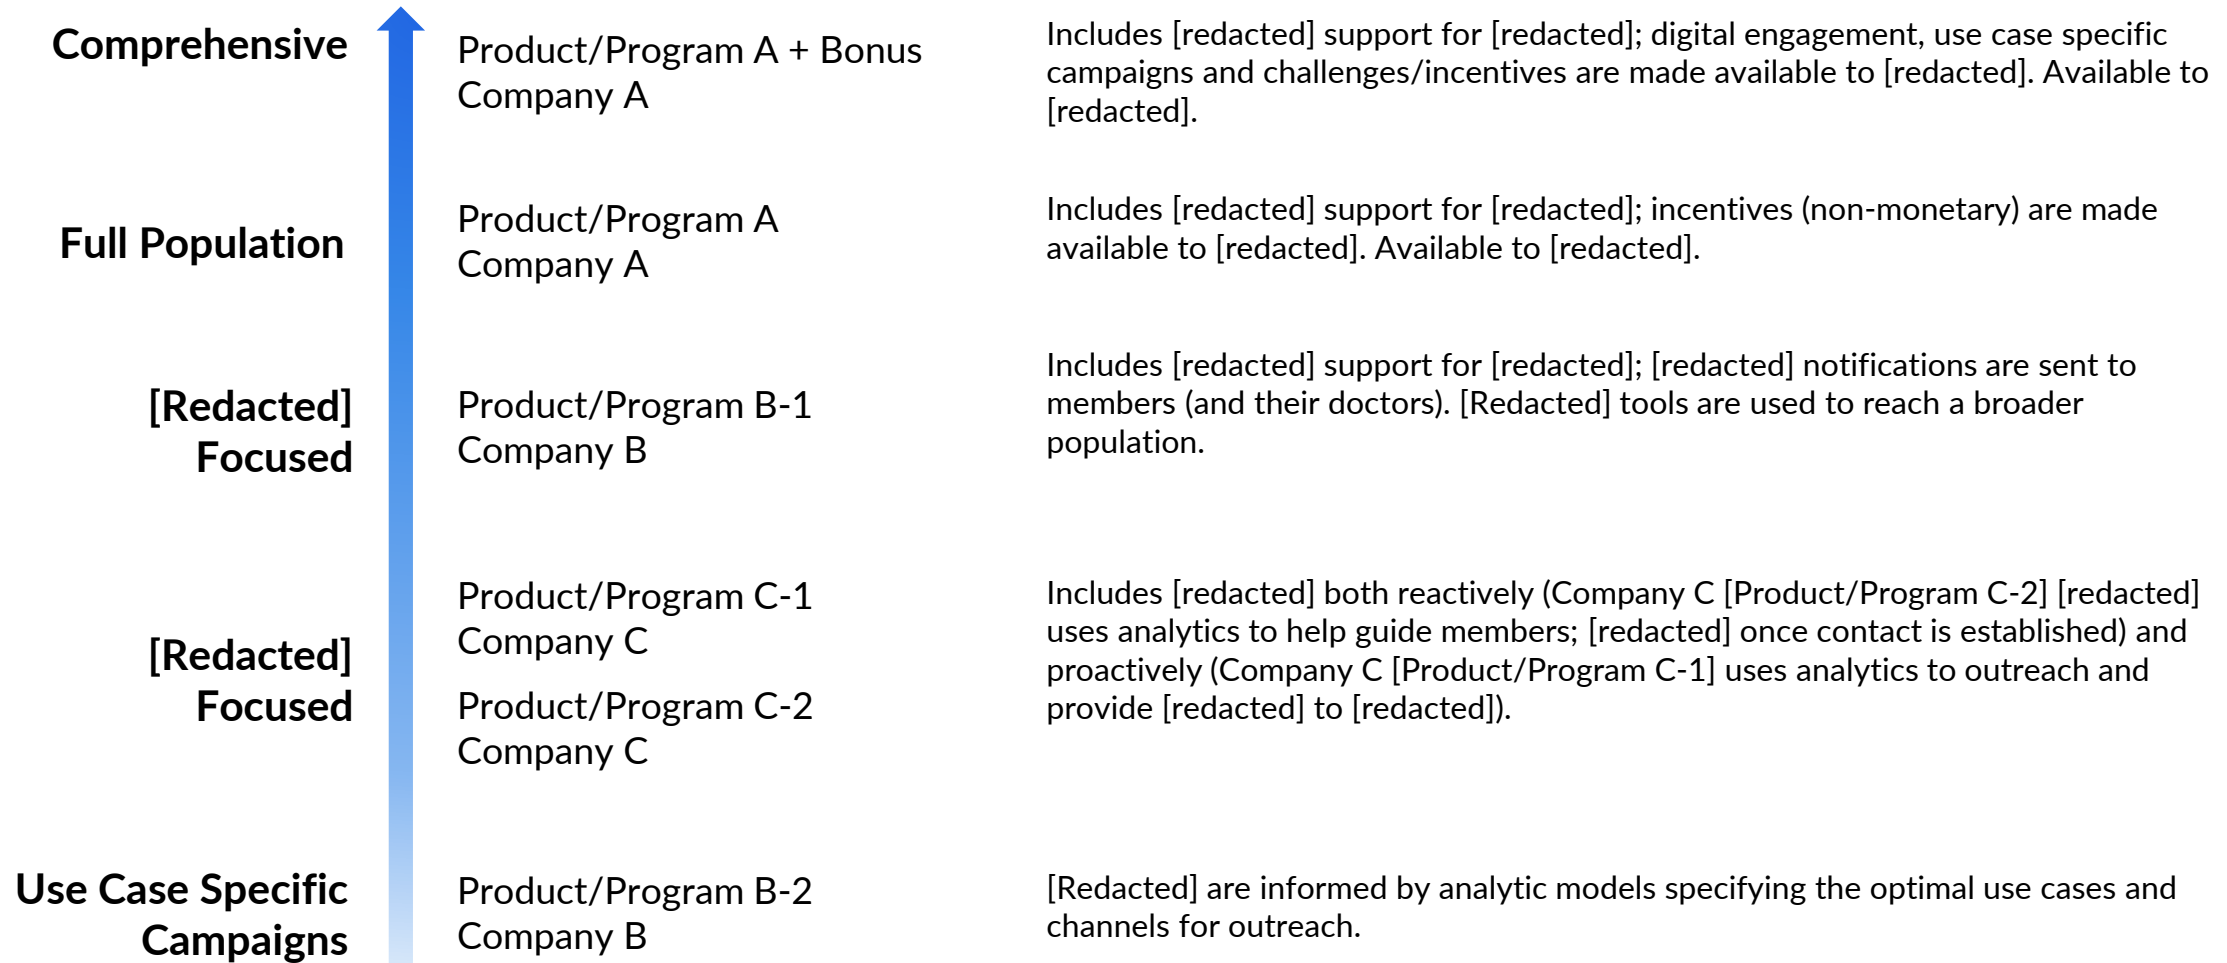 Comprehensive
Product/Program A + Bonus
Company A
Includes [redacted] support for [redacted]; digital engagement, use case specific
campaigns and challenges/incentives are made available to [redacted]. Available to
[redacted].
Full Population
Product/Program A
Company A
Includes [redacted] support for [redacted]; incentives (non-monetary) are made
available to [redacted]. Available to [redacted].
[Redacted]
Focused
Product/Program B-1
Company B
Includes [redacted] support for [redacted]; [redacted] notifications are sent to
members (and their doctors). [Redacted] tools are used to reach a broader
population.
[Redacted]
Focused
Product/Program C-1
Company C
Product/Program C-2
Company C
Includes [redacted] both reactively (Company C [Product/Program C-2] [redacted]
uses analytics to help guide members; [redacted] once contact is established) and
proactively (Company C [Product/Program C-1] uses analytics to outreach and
provide [redacted] to [redacted]).
Use Case Specific
Campaigns
Product/Program B-2
Company B
[Redacted] are informed by analytic models specifying the optimal use cases and
channels for outreach.